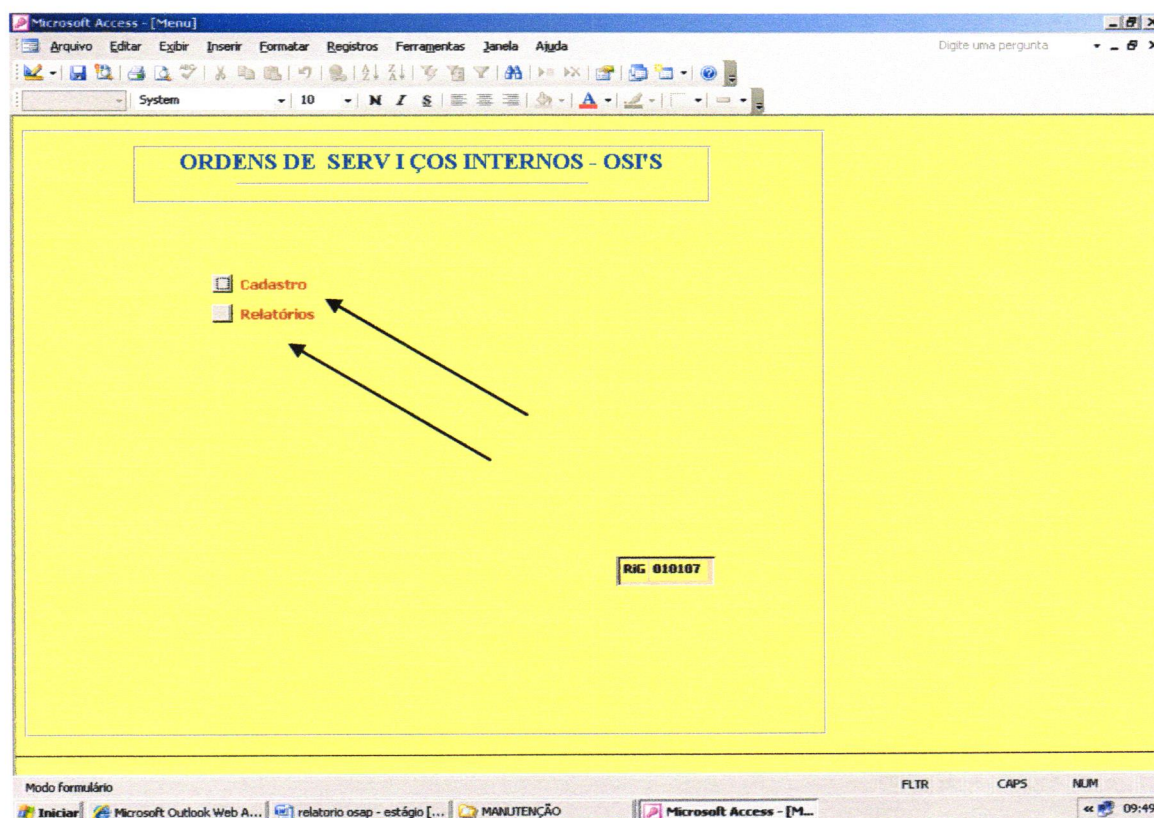 Microsoft Access - [Menu]
Arquivo Editar Exibir Inserir Formatar Registros Ferramentas Janela Ajuda Digite uma pergunta
System 10 N I S A
ORDENS DE SERV I ÇOS INTERNOS - OSI'S
Cadastro
Relatórios
RiG 010107
Modo formulário FLTR CAPS NUM
Iniciar Microsoft Outlook Web A... relatorio osap - estágio [... MANUTENÇÃO Microsoft Access - [M... « 09:49